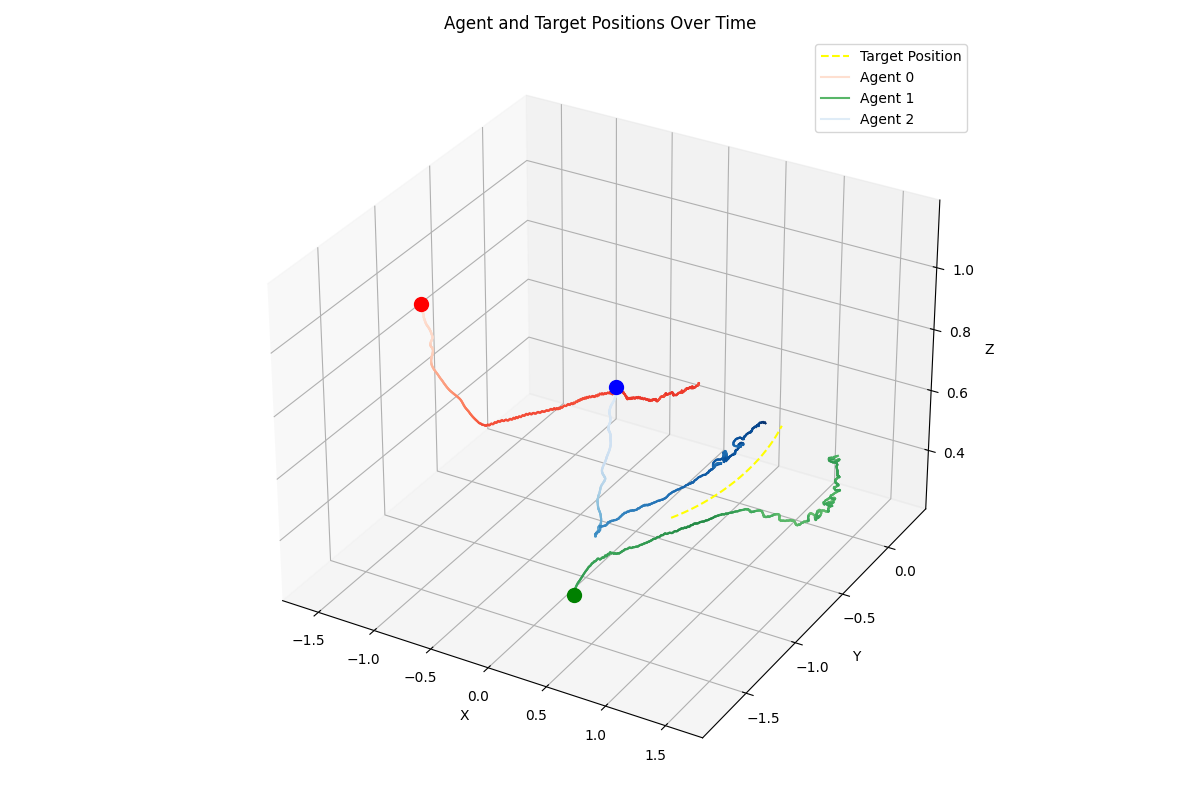 Agent and Target Positions Over Time
Target Position
Agent 0
Agent 1
Agent 2
1.0
0.8
Z
0.6
0.4
0.0
−0.5
Y
−1.0
−1.5
−1.5
−1.0
−0.5
0.0
X
0.5
1.0
1.5